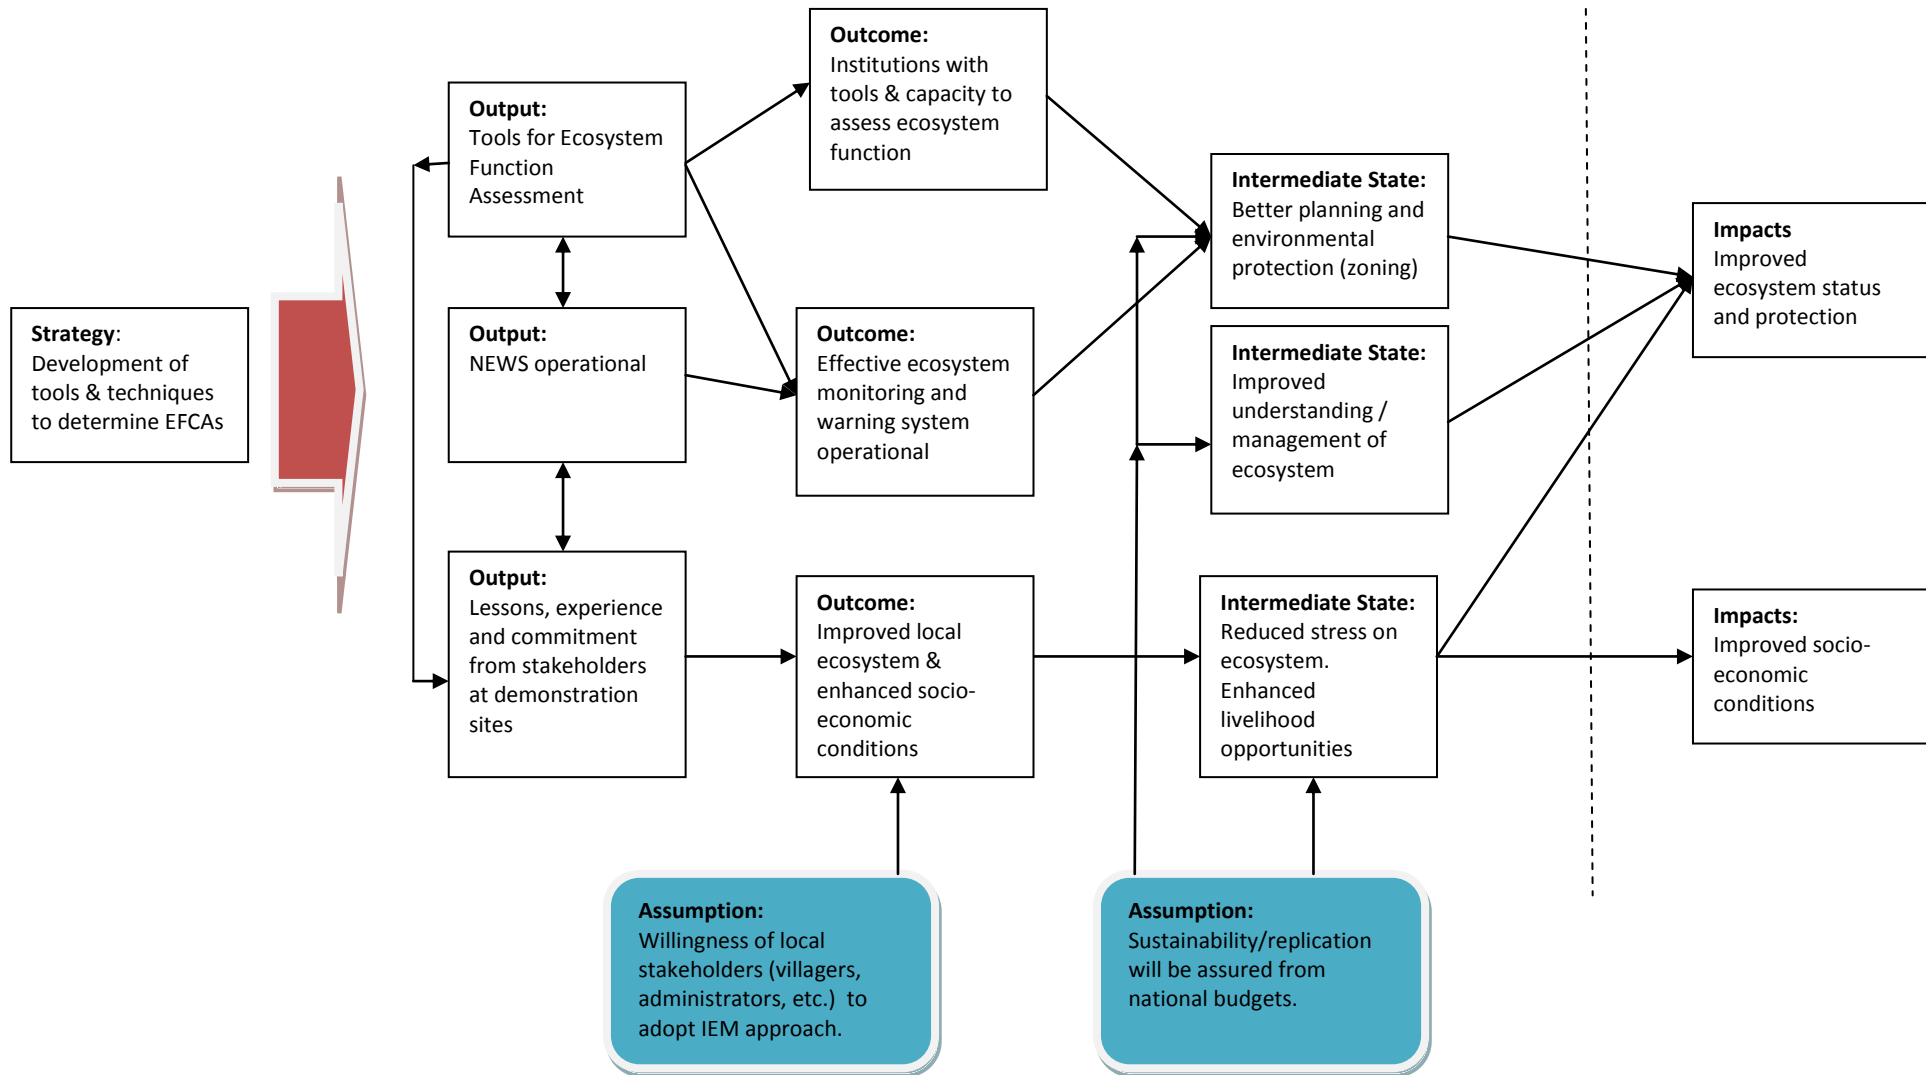 Strategy:
Development of
tools & techniques
to determine EFCAs
Output:
Tools for Ecosystem
Function
Assessment
Output:
NEWS operational
Output:
Lessons, experience
and commitment
from stakeholders
at demonstration
sites
Outcome:
Institutions with
tools & capacity to
assess ecosystem
function
Outcome:
Effective ecosystem
monitoring and
warning system
operational
Outcome:
Improved local
ecosystem &
enhanced socio-
economic
conditions
Intermediate State:
Better planning and
environmental
protection (zoning)
Intermediate State:
Improved
understanding /
management of
ecosystem
Intermediate State:
Reduced stress on
ecosystem.
Enhanced
livelihood
opportunities
Impacts
Improved
ecosystem status
and protection
Impacts:
Improved socio-
economic
conditions
Assumption:
Willingness of local
stakeholders (villagers,
administrators, etc.)  to
adopt IEM approach.
Assumption:
Sustainability/replication
will be assured from
national budgets.